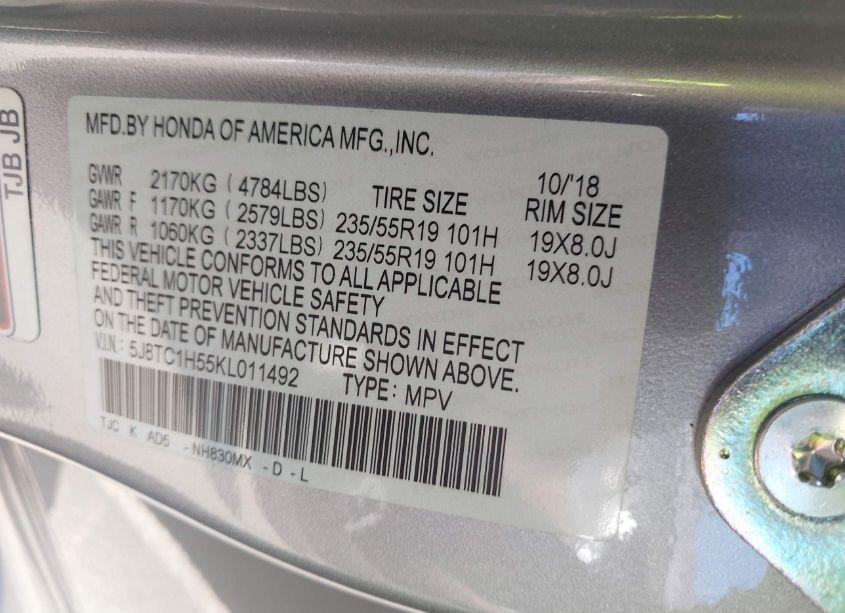 TJB JB
MFD.BY HONDA OF AMERICA MFG.,INC.
10/'18
GVWR 2170KG ( 4784LBS) TIRE SIZE RIM SIZE
GAWR F 1170KG ( 2579LBS) 235/55R19 101H 19X8.0J
GAWR R 1060KG ( 2337LBS) 235/55R19 101H 19X8.0J
THIS VEHICLE CONFORMS TO ALL APPLICABLE
FEDERAL MOTOR VEHICLE SAFETY
AND THEFT PREVENTION STANDARDS IN EFFECT
ON THE DATE OF MANUFACTURE SHOWN ABOVE.
V.I.N.: 5J8TC1H55KL011492 TYPE: MPV
TJC K AD5 -NH830MX -D-L